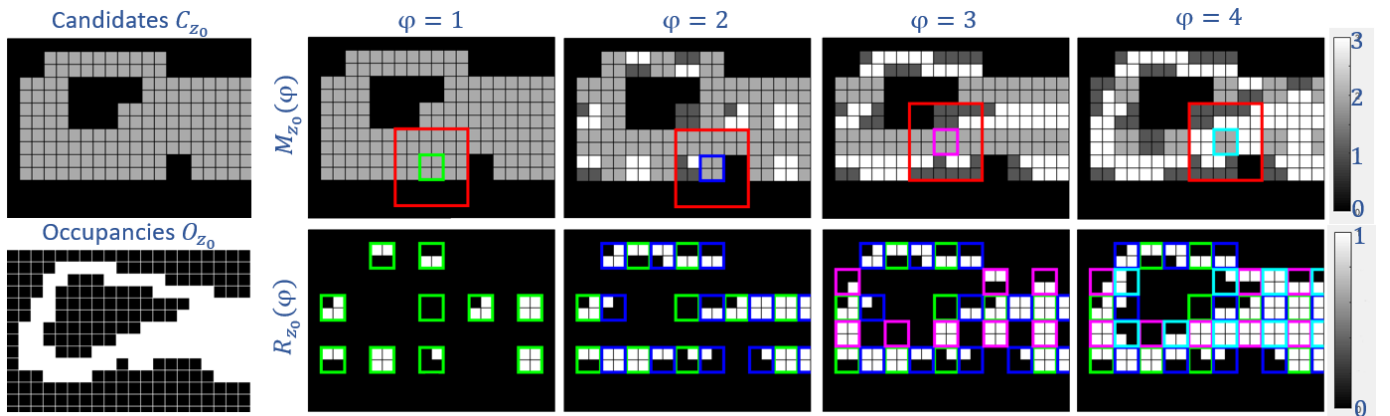 Candidates C_{z_0}
φ = 1
φ = 2
φ = 3
φ = 4
M_{z_0}(φ)
3
2
1
0
Occupancies O_{z_0}
R_{z_0}(φ)
1
0